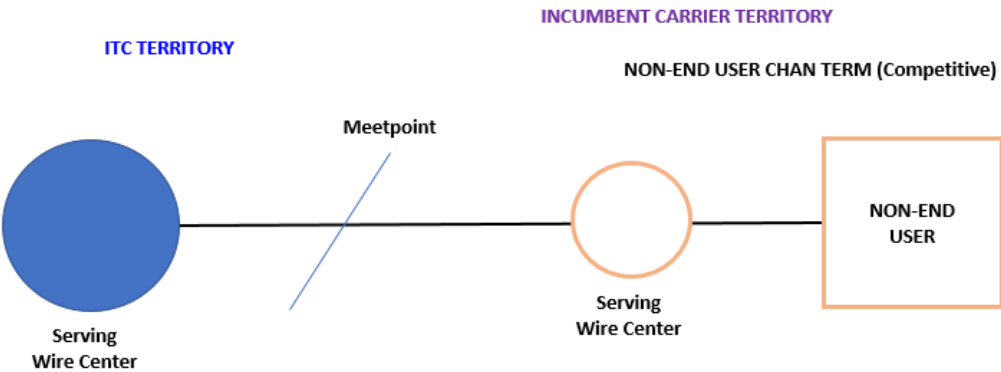 INCUMBENT CARRIER TERRITORY
ITC TERRITORY
NON-END USER CHAN TERM (Competitive)
Meetpoint
NON-END
USER
Serving
Wire Center
Serving
Wire Center